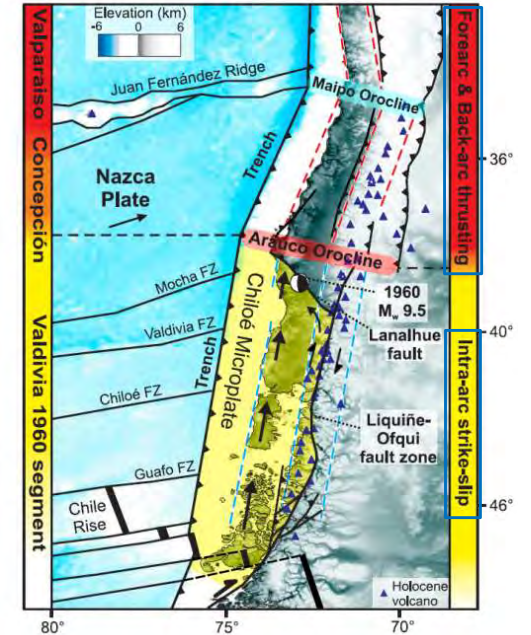 Elevation (km)
-6 0 6
Valparaiso
Concepción
Valdivia 1960 segment
Juan Fernández Ridge
Maipo Orocline
Trench
Nazca
Plate
Arauco Orocline
Mocha FZ
Valdivia FZ
Chiloé FZ
Guafo FZ
Chile
Rise
Trench
Chiloé Microplate
1960
Mw 9.5
Lanalhue
fault
Liquiñe-
Ofqui
fault zone
Holocene
volcano
Forearc & Back-arc thrusting
Intra-arc strike-slip
36°
40°
46°
80° 75° 70°